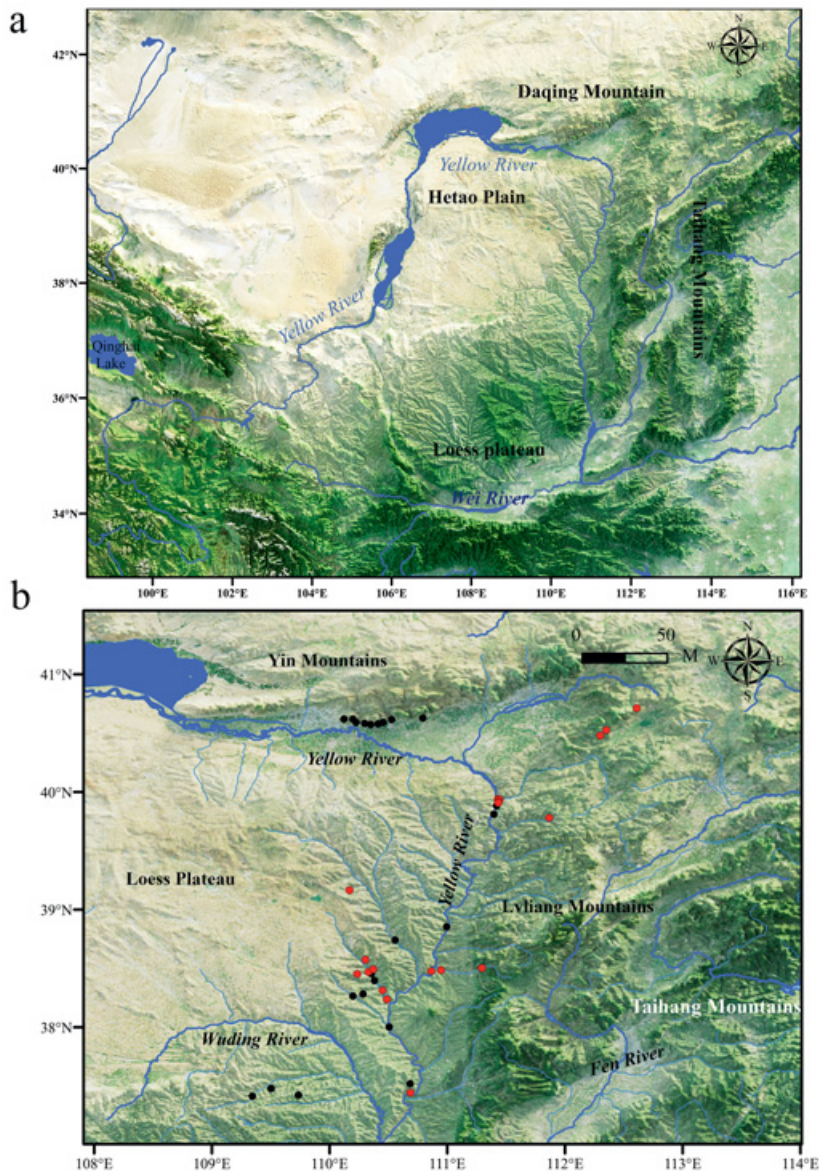 a
N
W E
S
42°N
Daqing Mountain
40°N
Yellow River
Hetao Plain
Taihang Mountains
38°N
Yellow River
Qinghai
Lake
36°N
Loess plateau
Wei River
34°N
100°E 102°E 104°E 106°E 108°E 110°E 112°E 114°E 116°E
b
0 50
M
N
W E
S
41°N
Yin Mountains
Yellow River
40°N
Yellow River
Loess Plateau
39°N
Lvliang Mountains
Taihang Mountains
38°N
Wuding River
Fen River
108°E 109°E 110°E 111°E 112°E 113°E 114°E